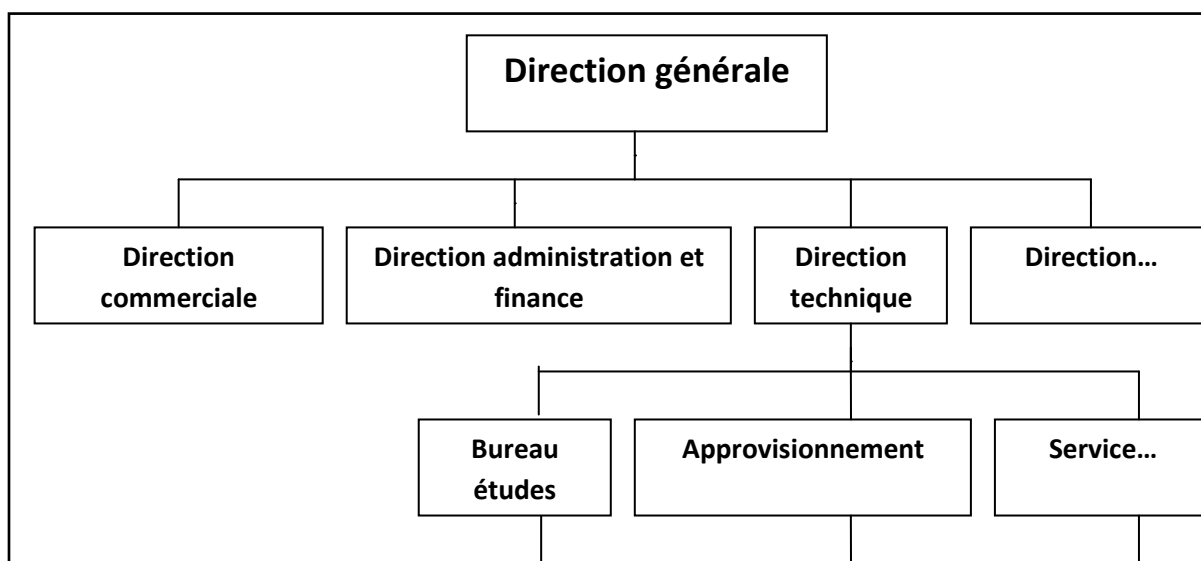 Direction générale
Direction
commerciale
Direction administration et
finance
Direction
technique
Direction…
Bureau
études
Approvisionnement
Service…